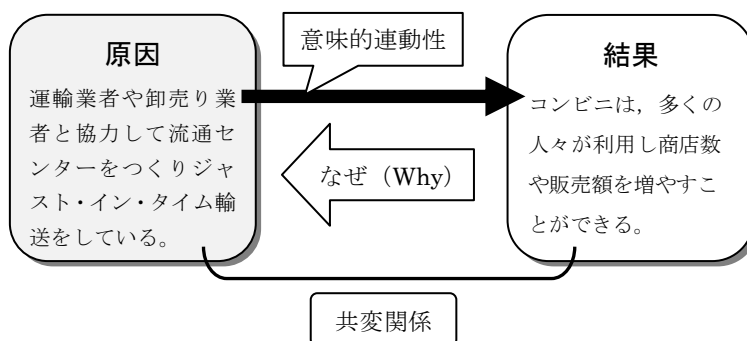 意味的連動性
原因
運輸業者や卸売り業
者と協力して流通セ
ンターをつくりジャ
スト・イン・タイム輸
送をしている。
なぜ（Why）
結果
コンビニは，多くの
人々が利用し商店数
や販売額を増やすこ
とができる。
共変関係